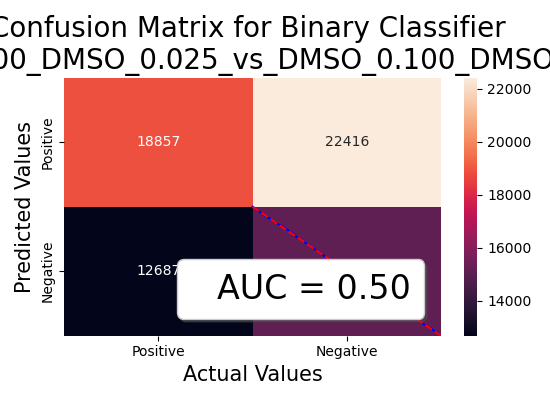 Confusion Matrix for Binary Classifier
00_DMSO_0.025_vs_DMSO_0.100_DMSO
Predicted Values
Positive
Negative
18857
22416
12687
AUC = 0.50
Positive
Negative
Actual Values
22000
20000
18000
16000
14000